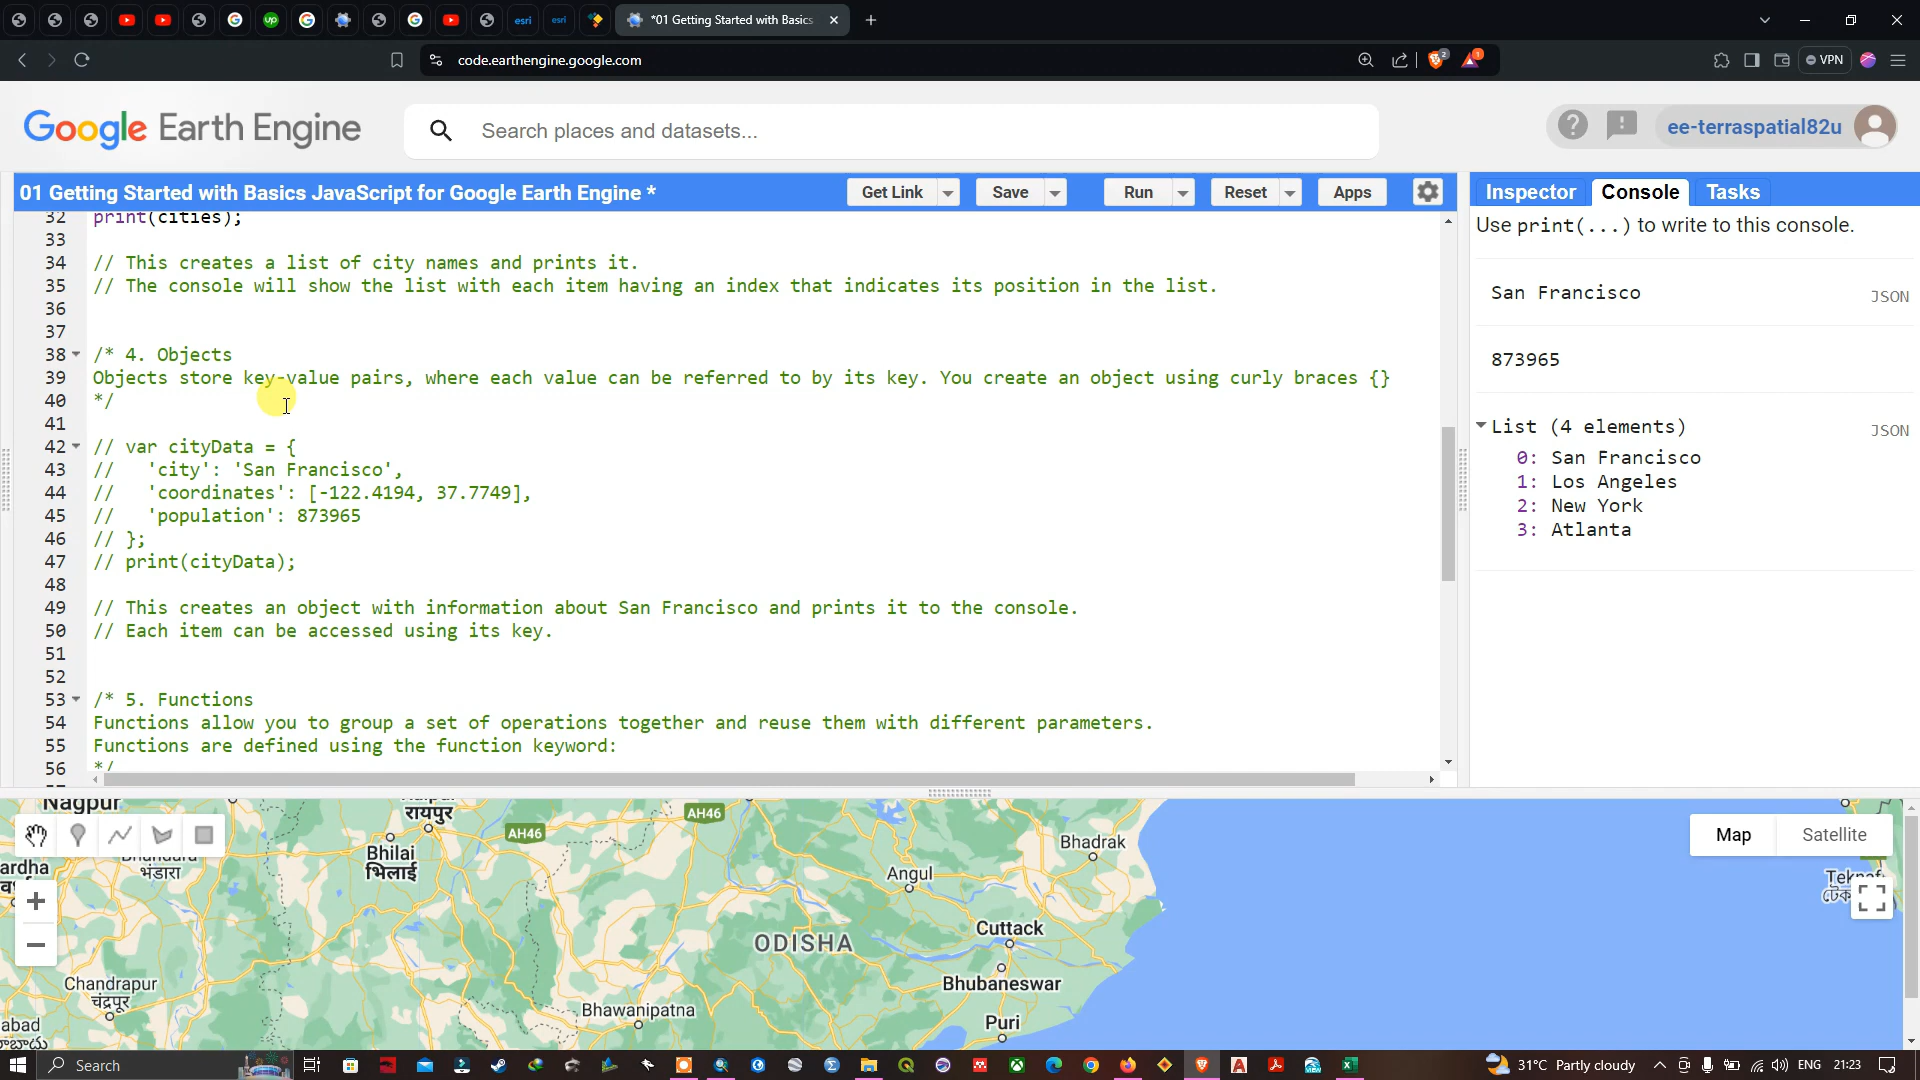 *01 Getting Started with Basics
code.earthengine.google.com
2
1
VPN
Google Earth Engine
Search places and datasets...
ee-terraspatial82u
01 Getting Started with Basics JavaScript for Google Earth Engine *
Get Link
Save
Run
Reset
Apps
Inspector
Console
Tasks
32 print(cities);
33
34 // This creates a list of city names and prints it.
35 // The console will show the list with each item having an index that indicates its position in the list.
36
37
38 /* 4. Objects
39 Objects store key-value pairs, where each value can be referred to by its key. You create an object using curly braces {}
40 */
41
42 // var cityData = {
43 //   'city': 'San Francisco',
44 //   'coordinates': [-122.4194, 37.7749],
45 //   'population': 873965
46 // };
47 // print(cityData);
48
49 // This creates an object with information about San Francisco and prints it to the console.
50 // Each item can be accessed using its key.
51
52
53 /* 5. Functions
54 Functions allow you to group a set of operations together and reuse them with different parameters.
55 Functions are defined using the function keyword:
56 */
Use print(...) to write to this console.
San Francisco
JSON
873965
List (4 elements)
JSON
0: San Francisco
1: Los Angeles
2: New York
3: Atlanta
Nagpur
रायपुर
AH46
AH46
Bhilai
भिलाई
भंडारा
Chandrapur
चंद्रपूर
Angul
Bhadrak
ODISHA
Cuttack
Bhubaneswar
Bhawanipatna
Puri
Map
Satellite
Search
31°C Partly cloudy
ENG
21:23